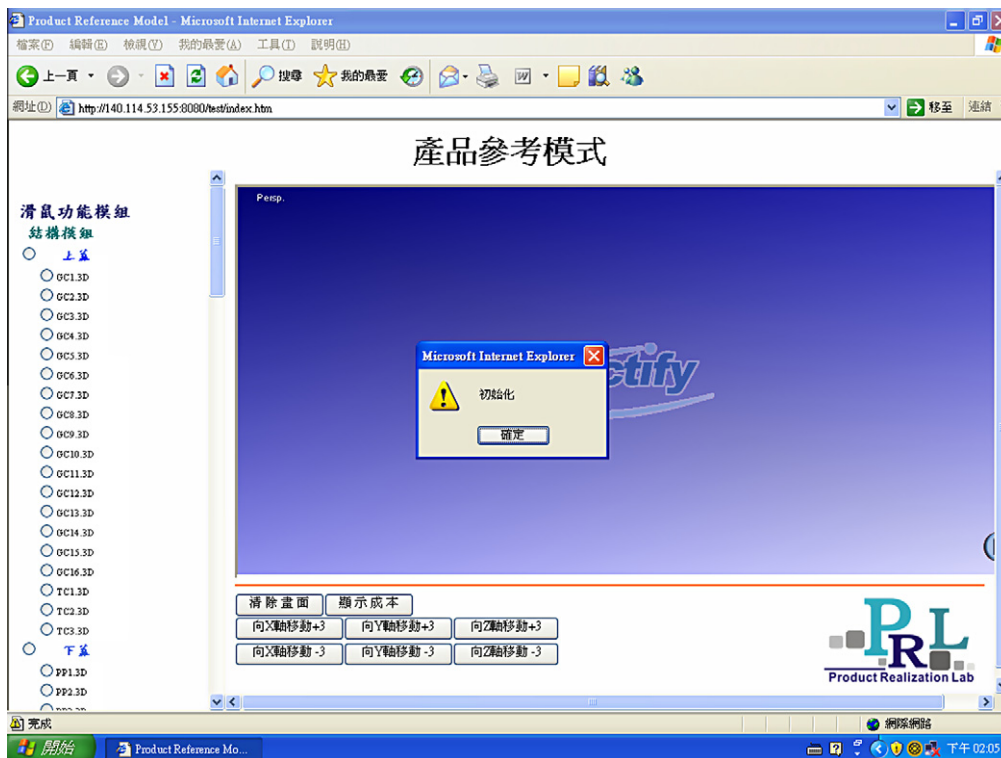 Product Reference Model - Microsoft Internet Explorer
檔案(F) 編輯(E) 檢視(V) 我的最愛(A) 工具(T) 說明(H)
上一頁 搜尋 我的最愛
網址(D) http://140.114.53.155:8080/test/index.htm 移至 連結
產品參考模式
滑鼠功能模組
結構模組
上蓋
GC1.3D
GC2.3D
GC3.3D
GC4.3D
GC5.3D
GC6.3D
GC7.3D
GC8.3D
GC9.3D
GC10.3D
GC11.3D
GC12.3D
GC13.3D
GC14.3D
GC15.3D
GC16.3D
TC1.3D
TC2.3D
TC3.3D
下蓋
PP1.3D
PP2.3D
Persp.
Microsoft Internet Explorer
初始化
確定
清除畫面 顯示成本
向X軸移動+3 向Y軸移動+3 向Z軸移動+3
向X軸移動-3 向Y軸移動-3 向Z軸移動-3
PRL
Product Realization Lab
完成 網際網路
開始 Product Reference Mo... 下午 02:05